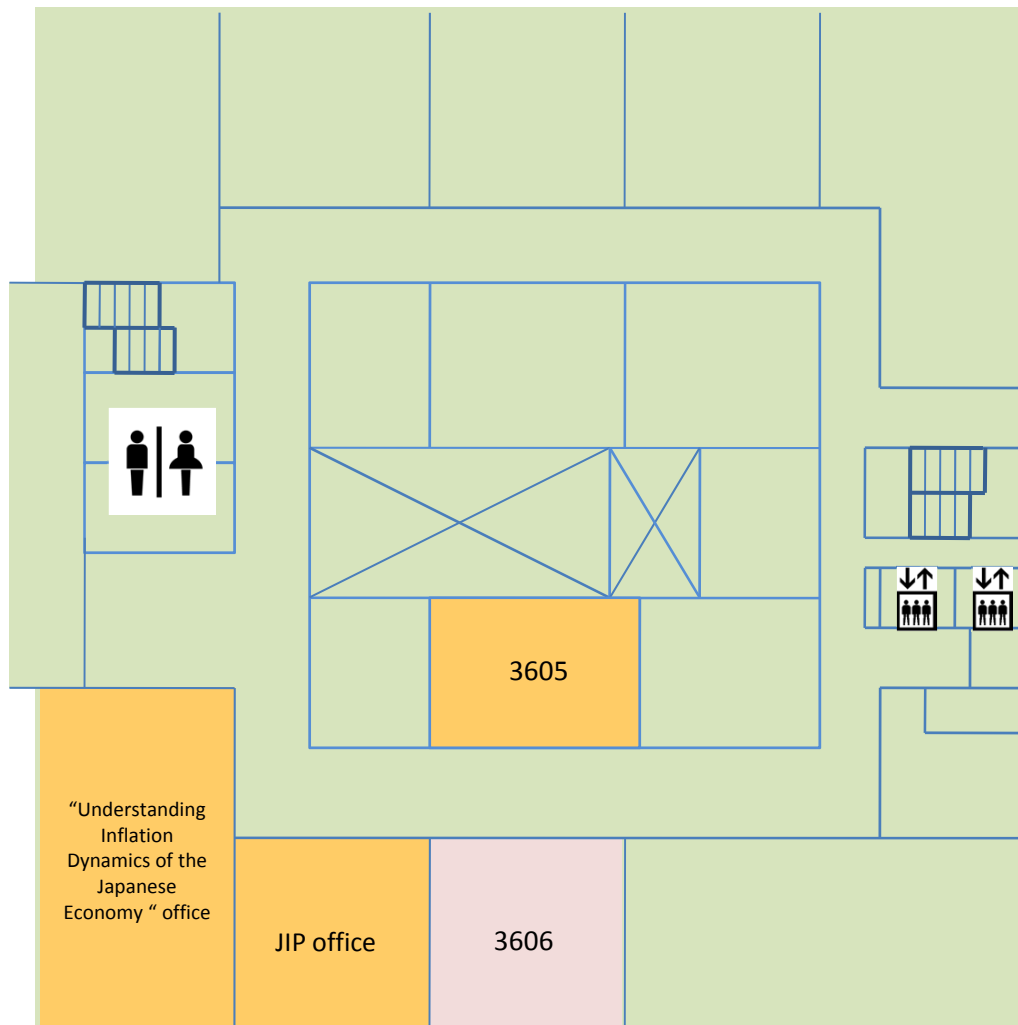 3605
“Understanding
Inflation
Dynamics of the
Japanese
Economy “ office
JIP office
3606